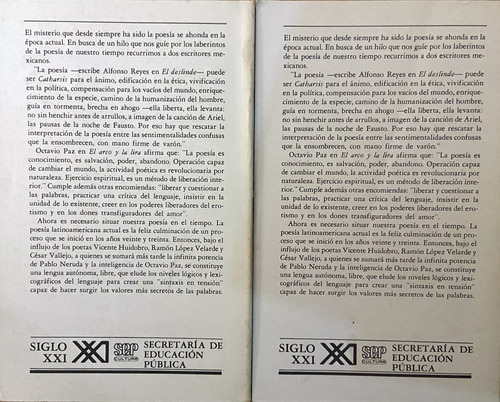 El misterio que desde siempre ha sido la poesía se ahonda en la
época actual. En busca de un hilo que nos guíe por los laberintos
de la poesía de nuestro tiempo recurrimos a dos escritores me-
xicanos.
"La poesía —escribe Alfonso Reyes en El deslinde— puede
ser Catharsis para el ánimo, edificación en la ética, vivificación
en la política, compensación para los vacíos del mundo, enrique-
cimiento de la especie, camino de la humanización del hombre,
guía en tormenta, brecha en ahogo —ella liberta, ella levanta:
no sin henchir antes de arrullos, a imagen de la canción de Ariel,
las pausas de la noche de Fausto. Por eso hay que rescatar la
interpretación de la poesía entre las sentimentalidades confusas
que la ensombrecen, con mano firme de varón."
Octavio Paz en El arco y la lira afirma que: "La poesía es
conocimiento, es salvación, poder, abandono. Operación capaz
de cambiar el mundo, la actividad poética es revolucionaria por
naturaleza. Ejercicio espiritual, es un método de liberación inte-
rior." Cumple además otras encomiendas: "liberar y cuestionar a
las palabras, practicar una crítica del lenguaje, insistir en la
unidad de lo existente, creer en los poderes liberadores del ero-
tismo y en los dones transfiguradores del amor".
Ahora es necesario situar nuestra poesía en el tiempo. La
poesía latinoamericana actual es la feliz culminación de un pro-
ceso que se inició en los años veinte y treinta. Entonces, bajo el
influjo de los poetas Vicente Huidobro, Ramón López Velarde y
César Vallejo, a quienes se sumará más tarde la infinita potencia
de Pablo Neruda y la inteligencia de Octavio Paz, se constituye
una lengua autónoma, libre, que elude los niveles lógicos y lexi-
cográficos del lenguaje para crear una "sintaxis en tensión"
capaz de hacer surgir los valores más secretos de las palabras.
SIGLO
XXI
SEP
CULTURA
SECRETARÍA DE
EDUCACIÓN
PÚBLICA
El misterio que desde siempre ha sido la poesía se ahonda en la
época actual. En busca de un hilo que nos guíe por los laberintos
de la poesía de nuestro tiempo recurrimos a dos escritores me-
xicanos.
"La poesía —escribe Alfonso Reyes en El deslinde— puede
ser Catharsis para el ánimo, edificación en la ética, vivificación
en la política, compensación para los vacíos del mundo, enrique-
cimiento de la especie, camino de la humanización del hombre,
guía en tormenta, brecha en ahogo —ella liberta, ella levanta:
no sin henchir antes de arrullos, a imagen de la canción de Ariel,
las pausas de la noche de Fausto. Por eso hay que rescatar la
interpretación de la poesía entre las sentimentalidades confusas
que la ensombrecen, con mano firme de varón."
Octavio Paz en El arco y la lira afirma que: "La poesía es
conocimiento, es salvación, poder, abandono. Operación capaz
de cambiar el mundo, la actividad poética es revolucionaria por
naturaleza. Ejercicio espiritual, es un método de liberación inte-
rior." Cumple además otras encomiendas: "liberar y cuestionar a
las palabras, practicar una crítica del lenguaje, insistir en la
unidad de lo existente, creer en los poderes liberadores del ero-
tismo y en los dones transfiguradores del amor".
Ahora es necesario situar nuestra poesía en el tiempo. La
poesía latinoamericana actual es la feliz culminación de un pro-
ceso que se inició en los años veinte y treinta. Entonces, bajo el
influjo de los poetas Vicente Huidobro, Ramón López Velarde y
César Vallejo, a quienes se sumará más tarde la infinita potencia
de Pablo Neruda y la inteligencia de Octavio Paz, se constituye
una lengua autónoma, libre, que elude los niveles lógicos y lexi-
cográficos del lenguaje para crear una "sintaxis en tensión"
capaz de hacer surgir los valores más secretos de las palabras.
SIGLO
XXI
SEP
CULTURA
SECRETARÍA DE
EDUCACIÓN
PÚBLICA